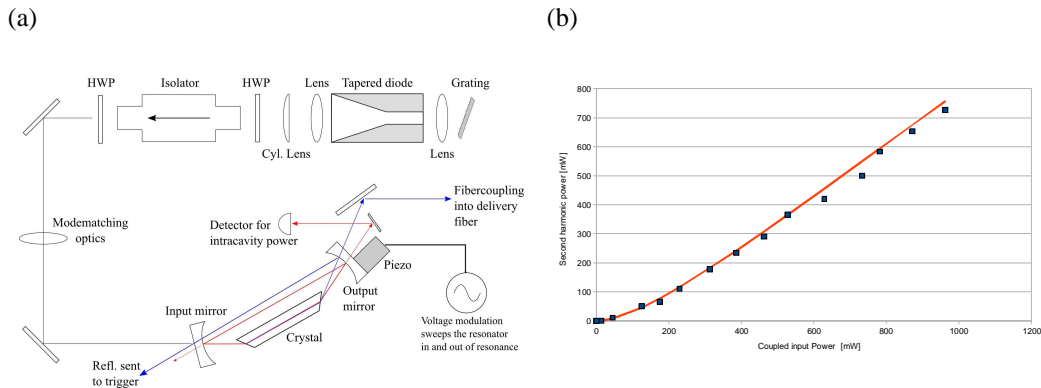 (a)
HWP
Isolator
HWP
Lens
Tapered diode
Grating
Cyl. Lens
Lens
Modematching
optics
Detector for
intracavity power
Fibercoupling
into delivery
fiber
Piezo
Output
mirror
Input mirror
Crystal
Voltage modulation
sweeps the resonator
in and out of resonance
Refl. sent
to trigger
(b)
Second harmonic power [mW]
800
700
600
500
400
300
200
100
0
0 200 400 600 800 1000 1200
Coupled input Power [mW]